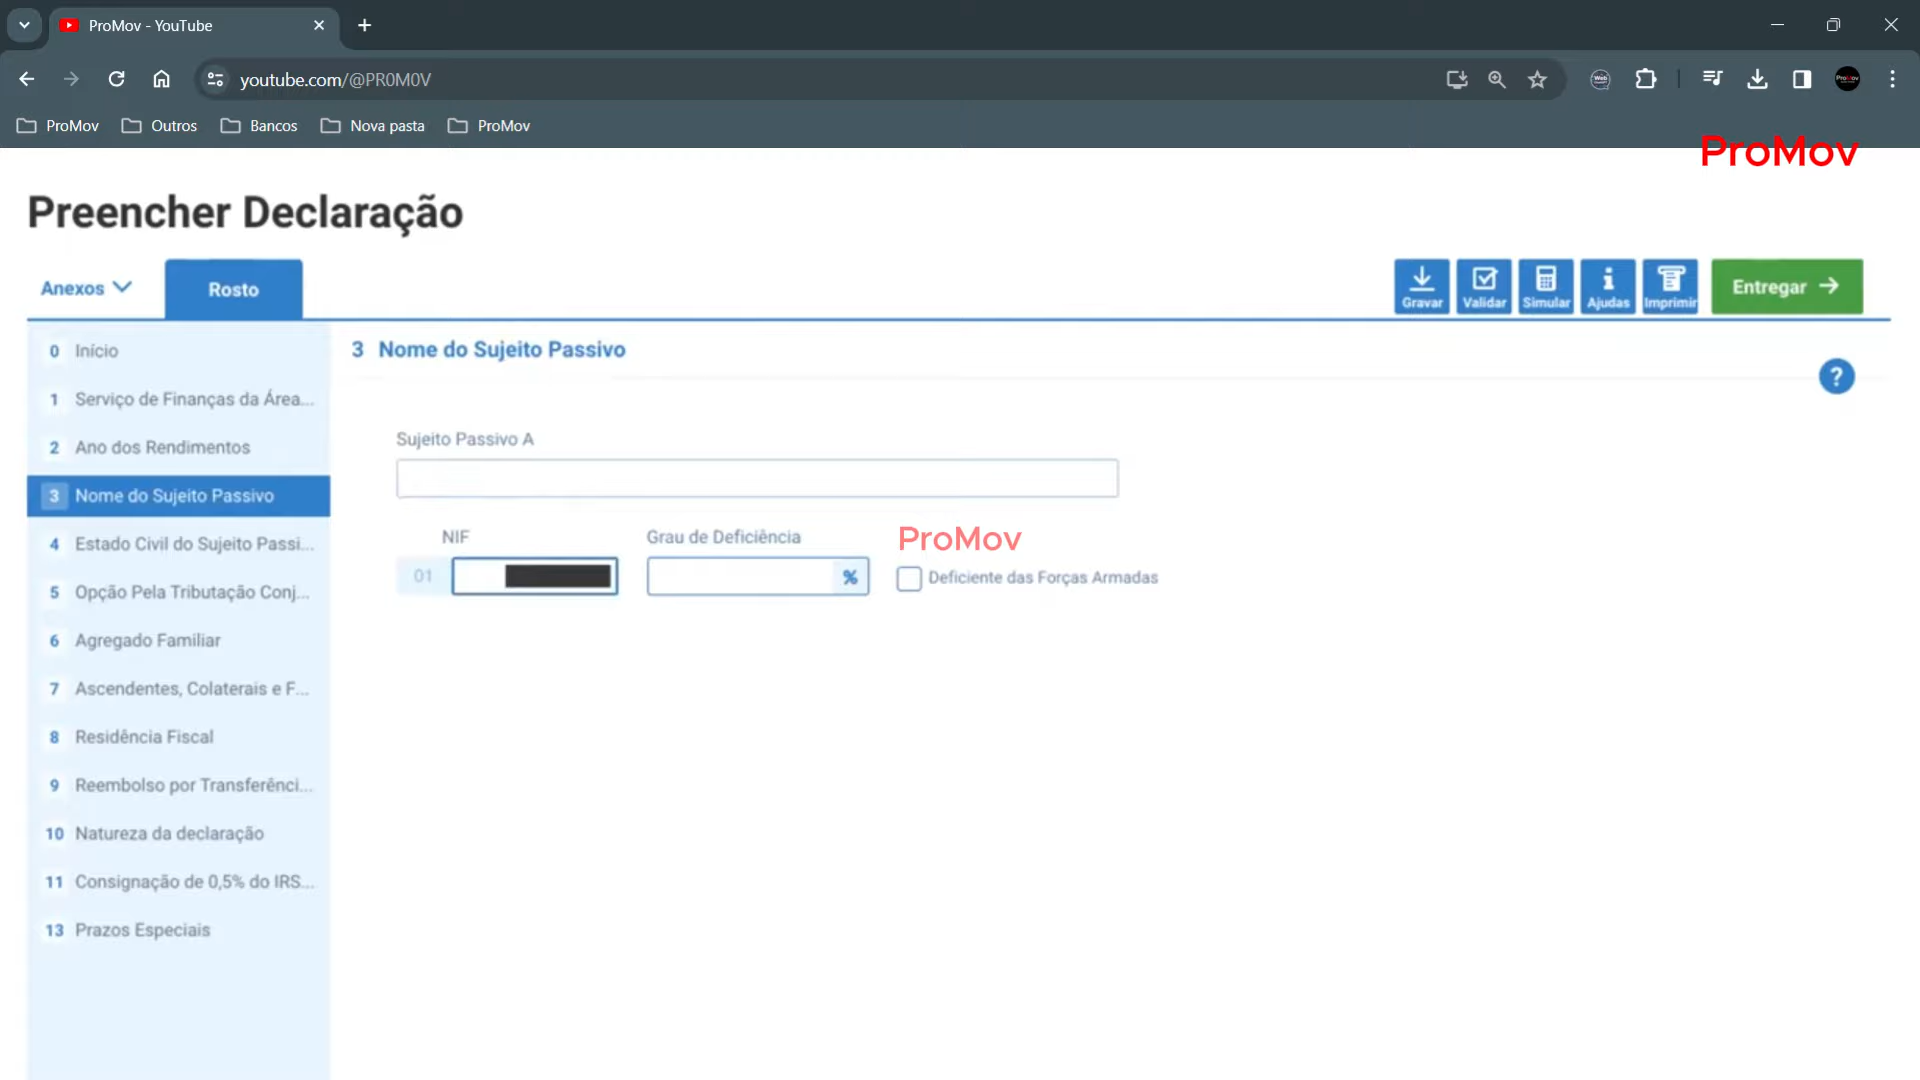 ProMov - YouTube
youtube.com/@PR0M0V
ProMov
Outros
Bancos
Nova pasta
ProMov
ProMov
Preencher Declaração
Anexos
Rosto
Gravar
Validar
Simular
Ajudas
Imprimir
Entregar
0 Início
1 Serviço de Finanças da Área...
2 Ano dos Rendimentos
3 Nome do Sujeito Passivo
4 Estado Civil do Sujeito Passi...
5 Opção Pela Tributação Conj...
6 Agregado Familiar
7 Ascendentes, Colaterais e F...
8 Residência Fiscal
9 Reembolso por Transferênci...
10 Natureza da declaração
11 Consignação de 0,5% do IRS...
13 Prazos Especiais
3 Nome do Sujeito Passivo
?
Sujeito Passivo A
NIF
Grau de Deficiência
ProMov
01
%
Deficiente das Forças Armadas